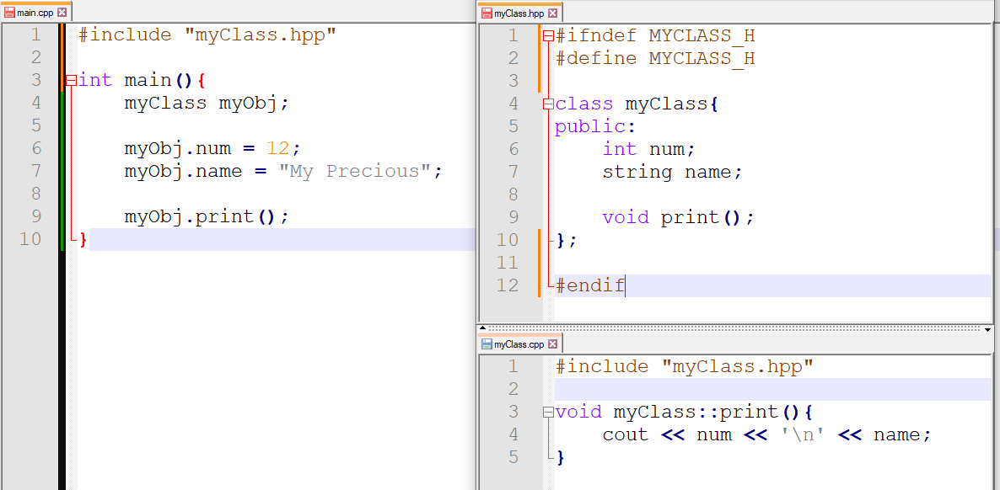 main.cpp
1 #include "myClass.hpp"
2
3 int main(){
4 myClass myObj;
5
6 myObj.num = 12;
7 myObj.name = "My Precious";
8
9 myObj.print();
10 }
myClass.hpp
1 #ifndef MYCLASS_H
2 #define MYCLASS_H
3
4 class myClass{
5 public:
6 int num;
7 string name;
8
9 void print();
10 };
11
12 #endif
myClass.cpp
1 #include "myClass.hpp"
2
3 void myClass::print(){
4 cout << num << '\n' << name;
5 }